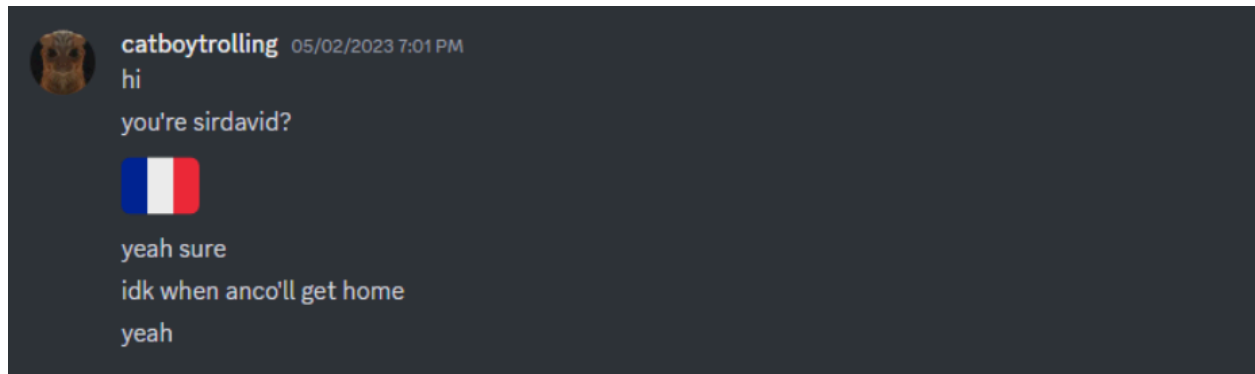 catboytrolling 05/02/2023 7:01 PM
hi
you're sirdavid?
🇫🇷
yeah sure
idk when anco'll get home
yeah